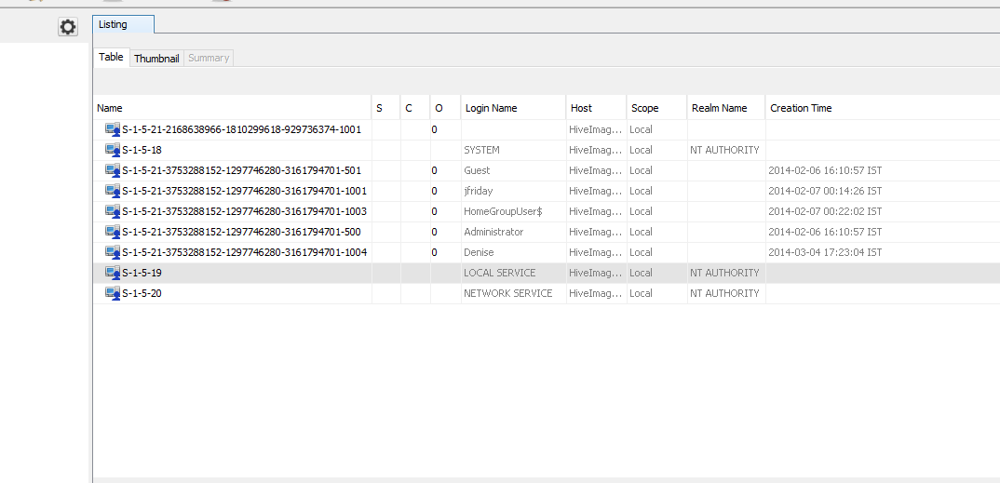 Listing
Table Thumbnail Summary
Name S C O Login Name Host Scope Realm Name Creation Time
S-1-5-21-2168638966-1810299618-929736374-1001 0 HiveImag... Local
S-1-5-18 SYSTEM HiveImag... Local NT AUTHORITY
S-1-5-21-3753288152-1297746280-3161794701-501 0 Guest HiveImag... Local 2014-02-06 16:10:57 IST
S-1-5-21-3753288152-1297746280-3161794701-1001 0 jfriday HiveImag... Local 2014-02-07 00:14:26 IST
S-1-5-21-3753288152-1297746280-3161794701-1003 0 HomeGroupUser$ HiveImag... Local 2014-02-07 00:22:02 IST
S-1-5-21-3753288152-1297746280-3161794701-500 0 Administrator HiveImag... Local 2014-02-06 16:10:57 IST
S-1-5-21-3753288152-1297746280-3161794701-1004 0 Denise HiveImag... Local 2014-03-04 17:23:04 IST
S-1-5-19 LOCAL SERVICE HiveImag... Local NT AUTHORITY
S-1-5-20 NETWORK SERVICE HiveImag... Local NT AUTHORITY